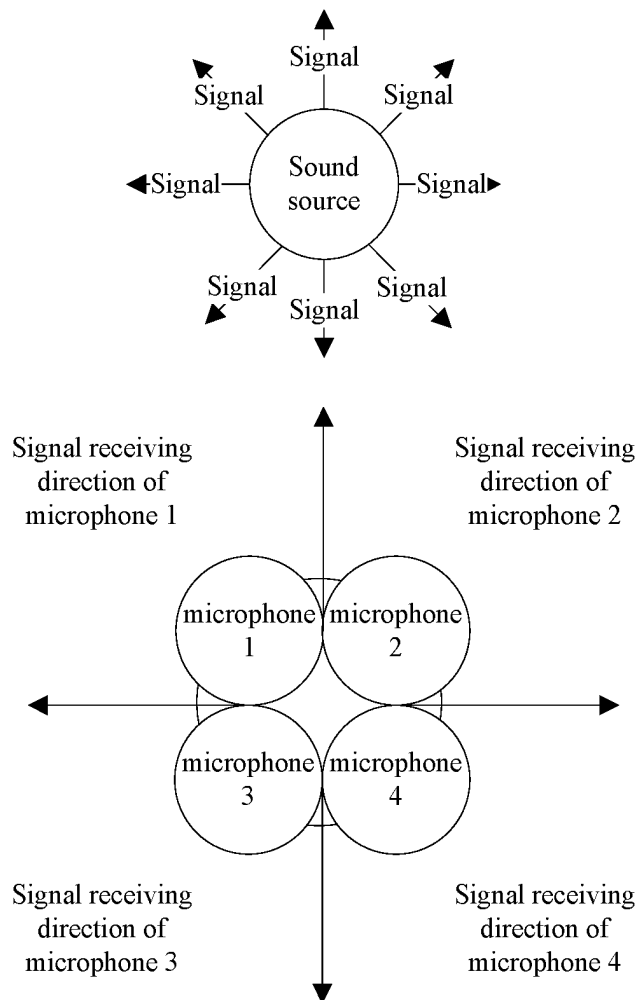 Signal
Signal
Signal
Sound
source
Signal
Signal
Signal
Signal
Signal
Signal receiving
direction of
microphone 1
Signal receiving
direction of
microphone 2
microphone
1
microphone
2
microphone
3
microphone
4
Signal receiving
direction of
microphone 3
Signal receiving
direction of
microphone 4